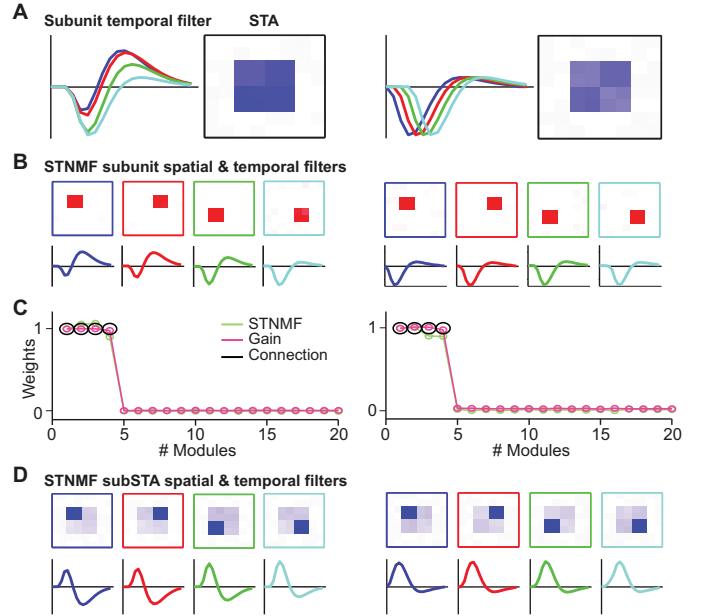 A
Subunit temporal filter STA
B
STNMF subunit spatial & temporal filters
C
Weights
1
0
STNMF
Gain
Connection
0 5 10 15 20
# Modules
1
0
0 5 10 15 20
# Modules
D
STNMF subSTA spatial & temporal filters